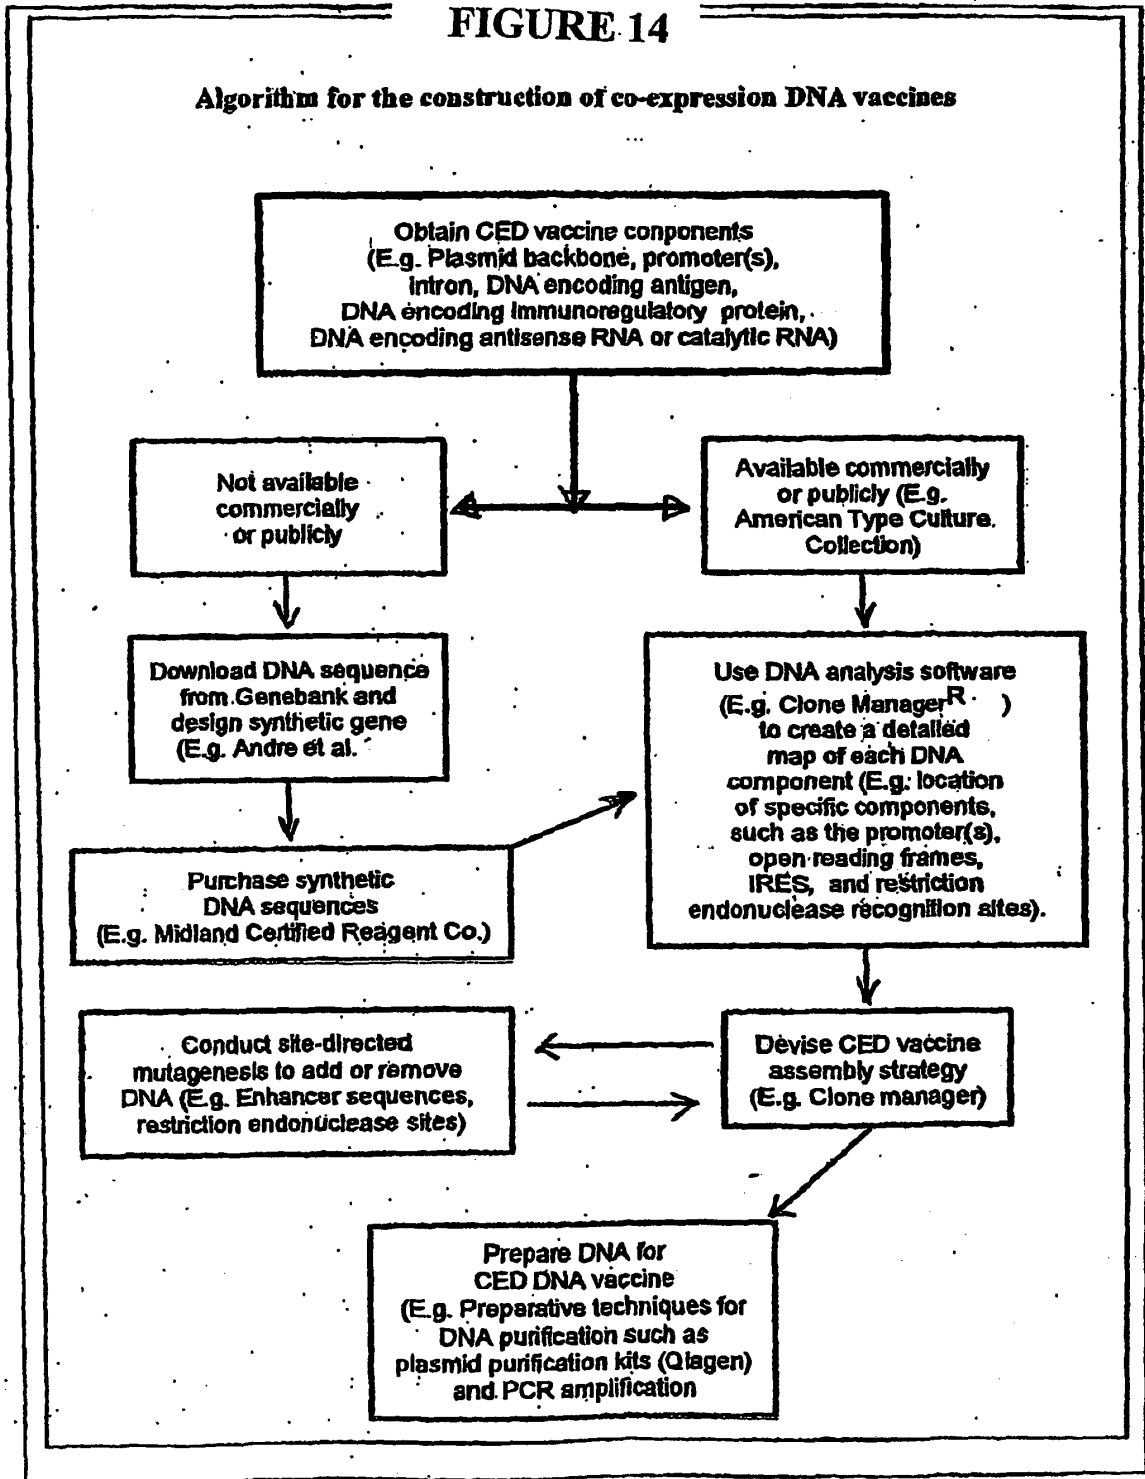 FIGURE 14
Algorithm for the construction of co-expression DNA vaccines
Obtain CED vaccine conponents
(E.g. Plasmid backbone, promoter(s),
intron, DNA encoding antigen,
DNA encoding immunoregulatory protein,
DNA encoding antisense RNA or catalytic RNA)
Not available
commercially
or publicly
Available commercially
or publicly (E.g.
American Type Culture
Collection)
Download DNA sequence
from Genebank and
design synthetic gene
(E.g. Andre et al.
Use DNA analysis software
(E.g. Clone ManagerR )
to create a detailed
map of each DNA
component (E.g. location
of specific components,
such as the promoter(s),
open reading frames,
IRES, and restriction
endonuclease recognition sites).
Purchase synthetic
DNA sequences
(E.g. Midland Certified Reagent Co.)
Conduct site-directed
mutagenesis to add or remove
DNA (E.g. Enhancer sequences,
restriction endonuclease sites)
Devise CED vaccine
assembly strategy
(E.g. Clone manager)
Prepare DNA for
CED DNA vaccine
(E.g. Preparative techniques for
DNA purification such as
plasmid purification kits (Qiagen)
and PCR amplification